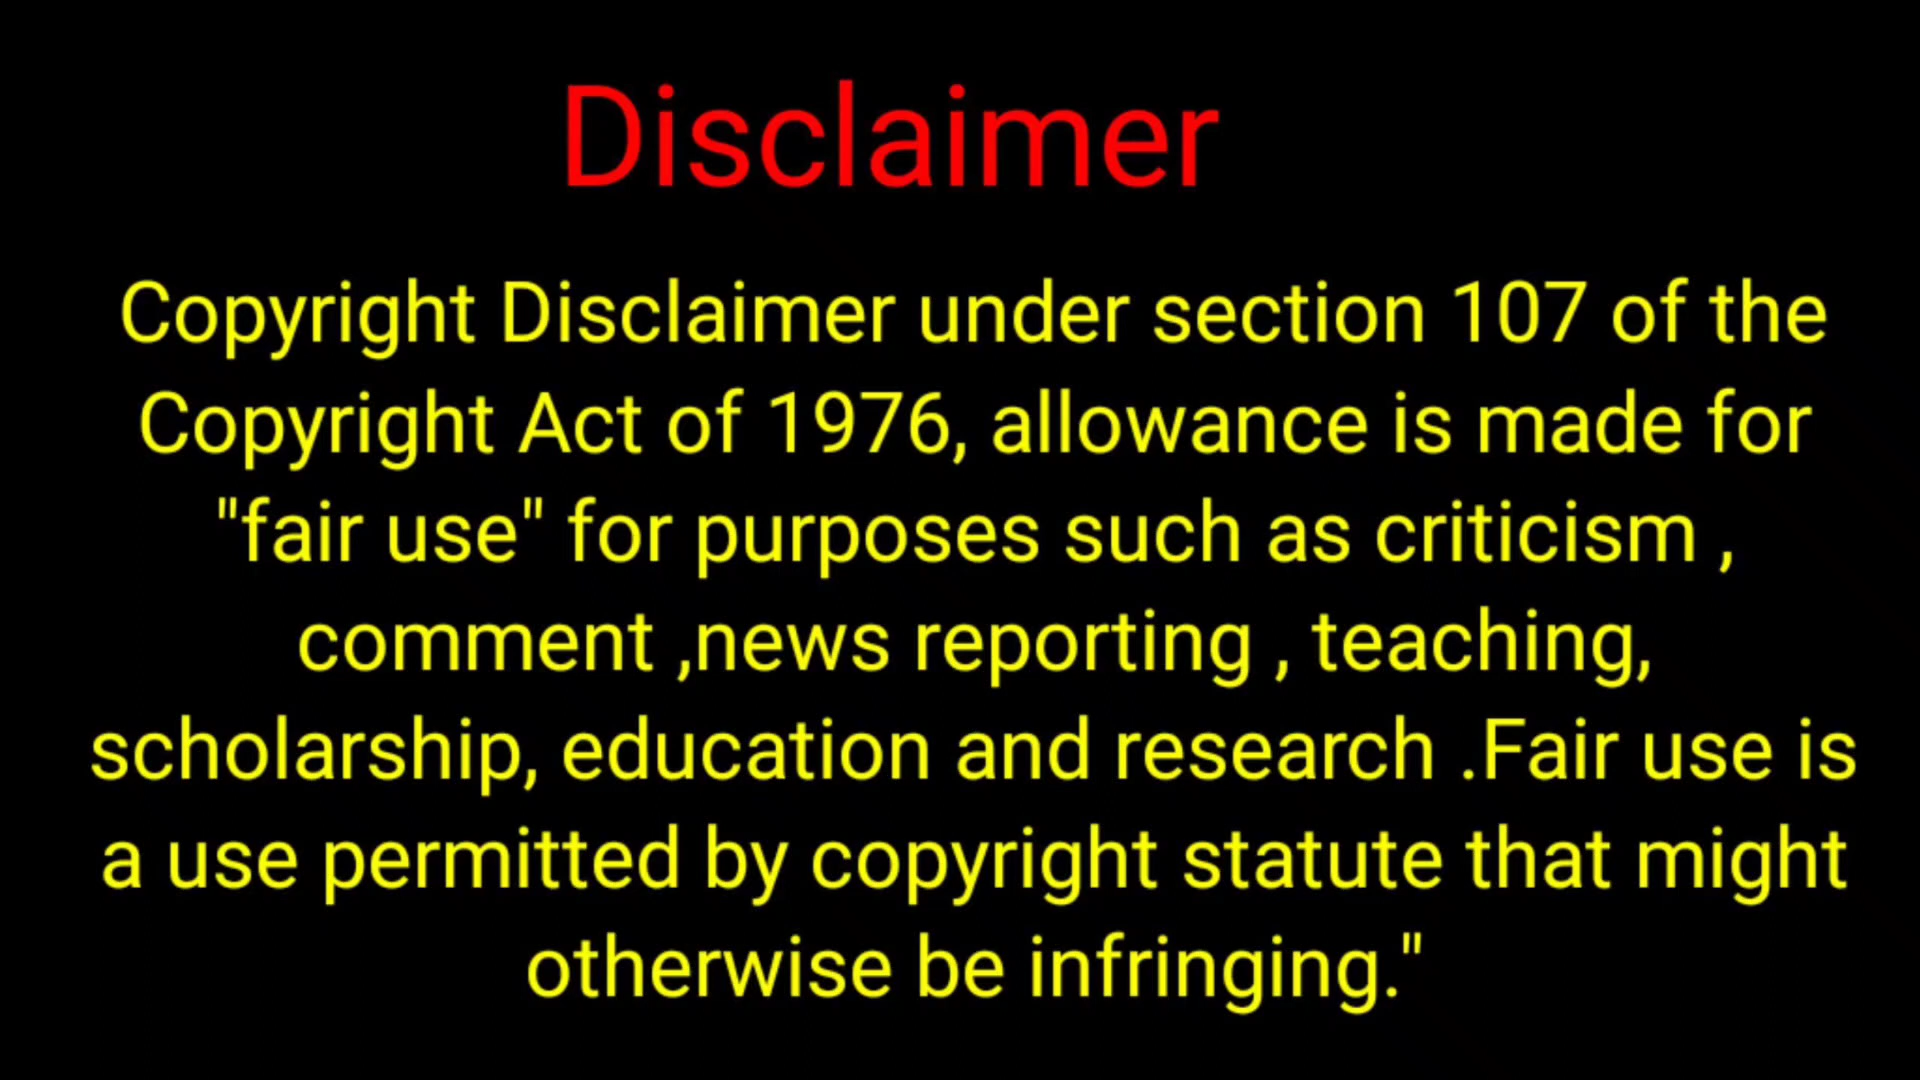 Disclaimer
Copyright Disclaimer under section 107 of the
Copyright Act of 1976, allowance is made for
"fair use" for purposes such as criticism ,
comment ,news reporting , teaching,
scholarship, education and research .Fair use is
a use permitted by copyright statute that might
otherwise be infringing."